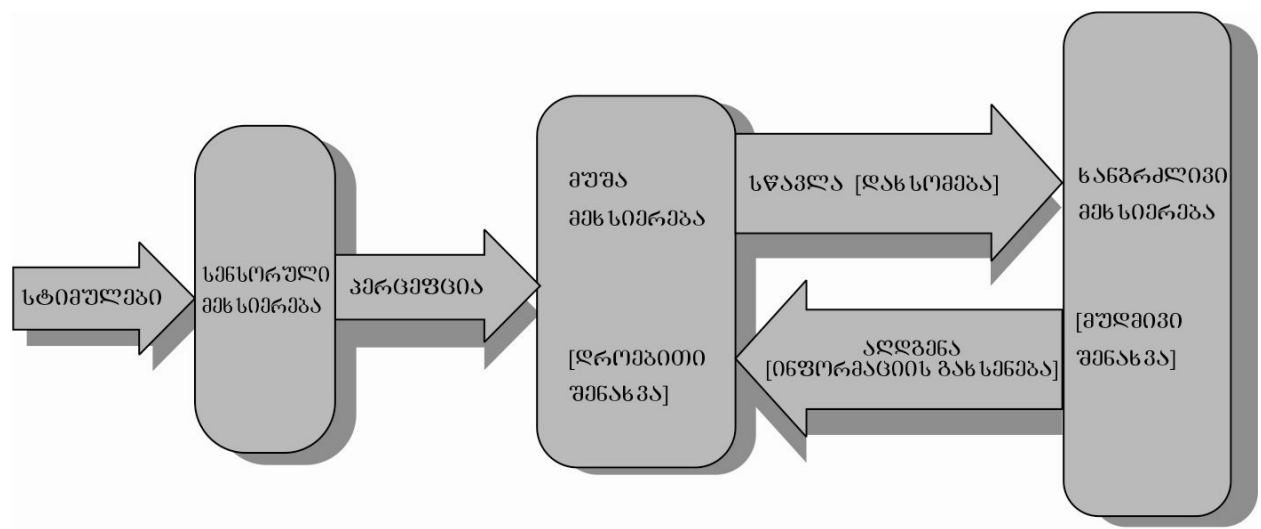 სტიმულები
სენსორული
მეხსიერება
პერცეფცია
მუშა
მეხსიერება
[დროებითი
შენახვა]
სწავლა [დახსომება]
აღდგენა
[ინფორმაციის გახსენება]
ხანგრძლივი
მეხსიერება
[მუდმივი
შენახვა]